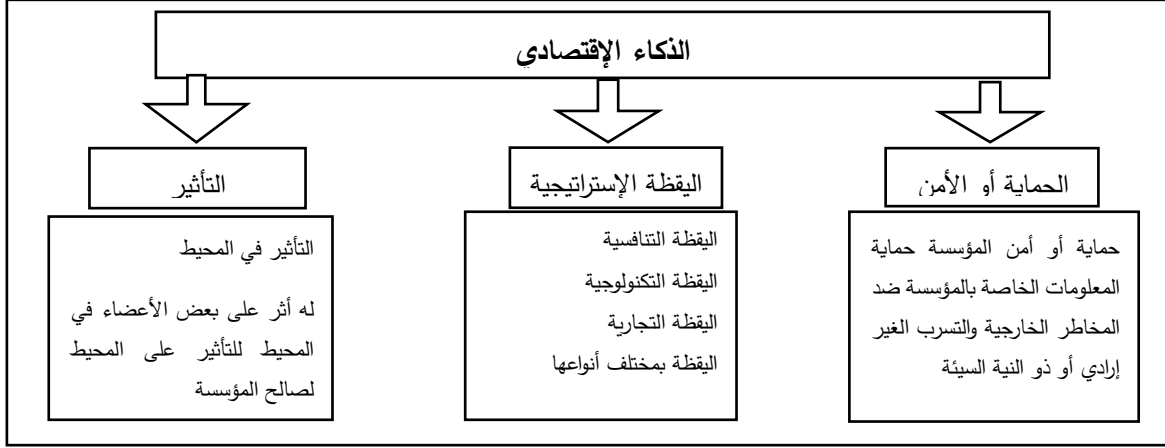 الذكاء الإقتصادي
الحماية أو الأمن
حماية أو أمن المؤسسة حماية
المعلومات الخاصة بالمؤسسة ضد
المخاطر الخارجية والتسرب الغير
إرادي أو ذو النية السيئة
اليقظة الإستراتيجية
اليقظة التنافسية
اليقظة التكنولوجية
اليقظة التجارية
اليقظة بمختلف أنواعها
التأثير
التأثير في المحيط
له أثر على بعض الأعضاء في
المحيط للتأثير على المحيط
لصالح المؤسسة